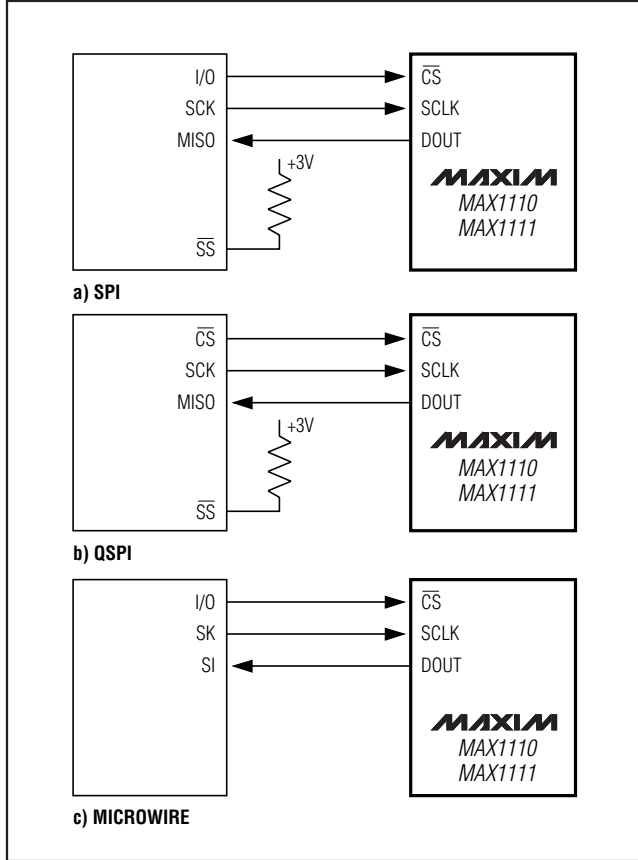 I/O CS
SCK SCLK
MISO DOUT
+3V
MAXIM
MAX1110
MAX1111
SS
a) SPI
CS CS
SCK SCLK
MISO DOUT
+3V
MAXIM
MAX1110
MAX1111
SS
b) QSPI
I/O CS
SK SCLK
SI DOUT
MAXIM
MAX1110
MAX1111
c) MICROWIRE